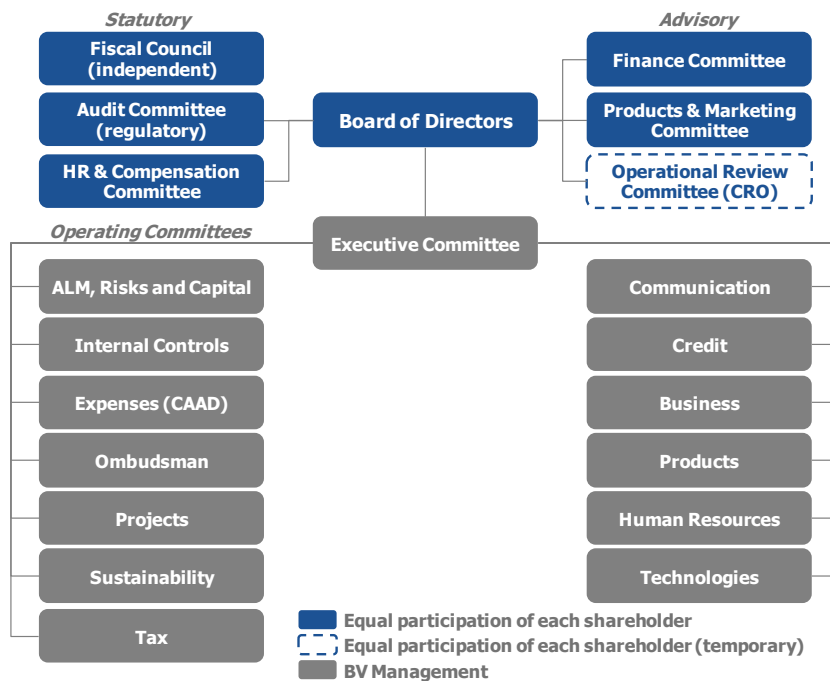 Statutory
Advisory
Fiscal Council
(independent)
Finance Committee
Audit Committee
(regulatory)
Board of Directors
Products & Marketing
Committee
HR & Compensation
Committee
Operational Review
Committee (CRO)
Operating Committees
Executive Committee
ALM, Risks and Capital
Communication
Internal Controls
Credit
Expenses (CAAD)
Business
Ombudsman
Products
Projects
Human Resources
Sustainability
Technologies
Tax
Equal participation of each shareholder
Equal participation of each shareholder (temporary)
BV Management